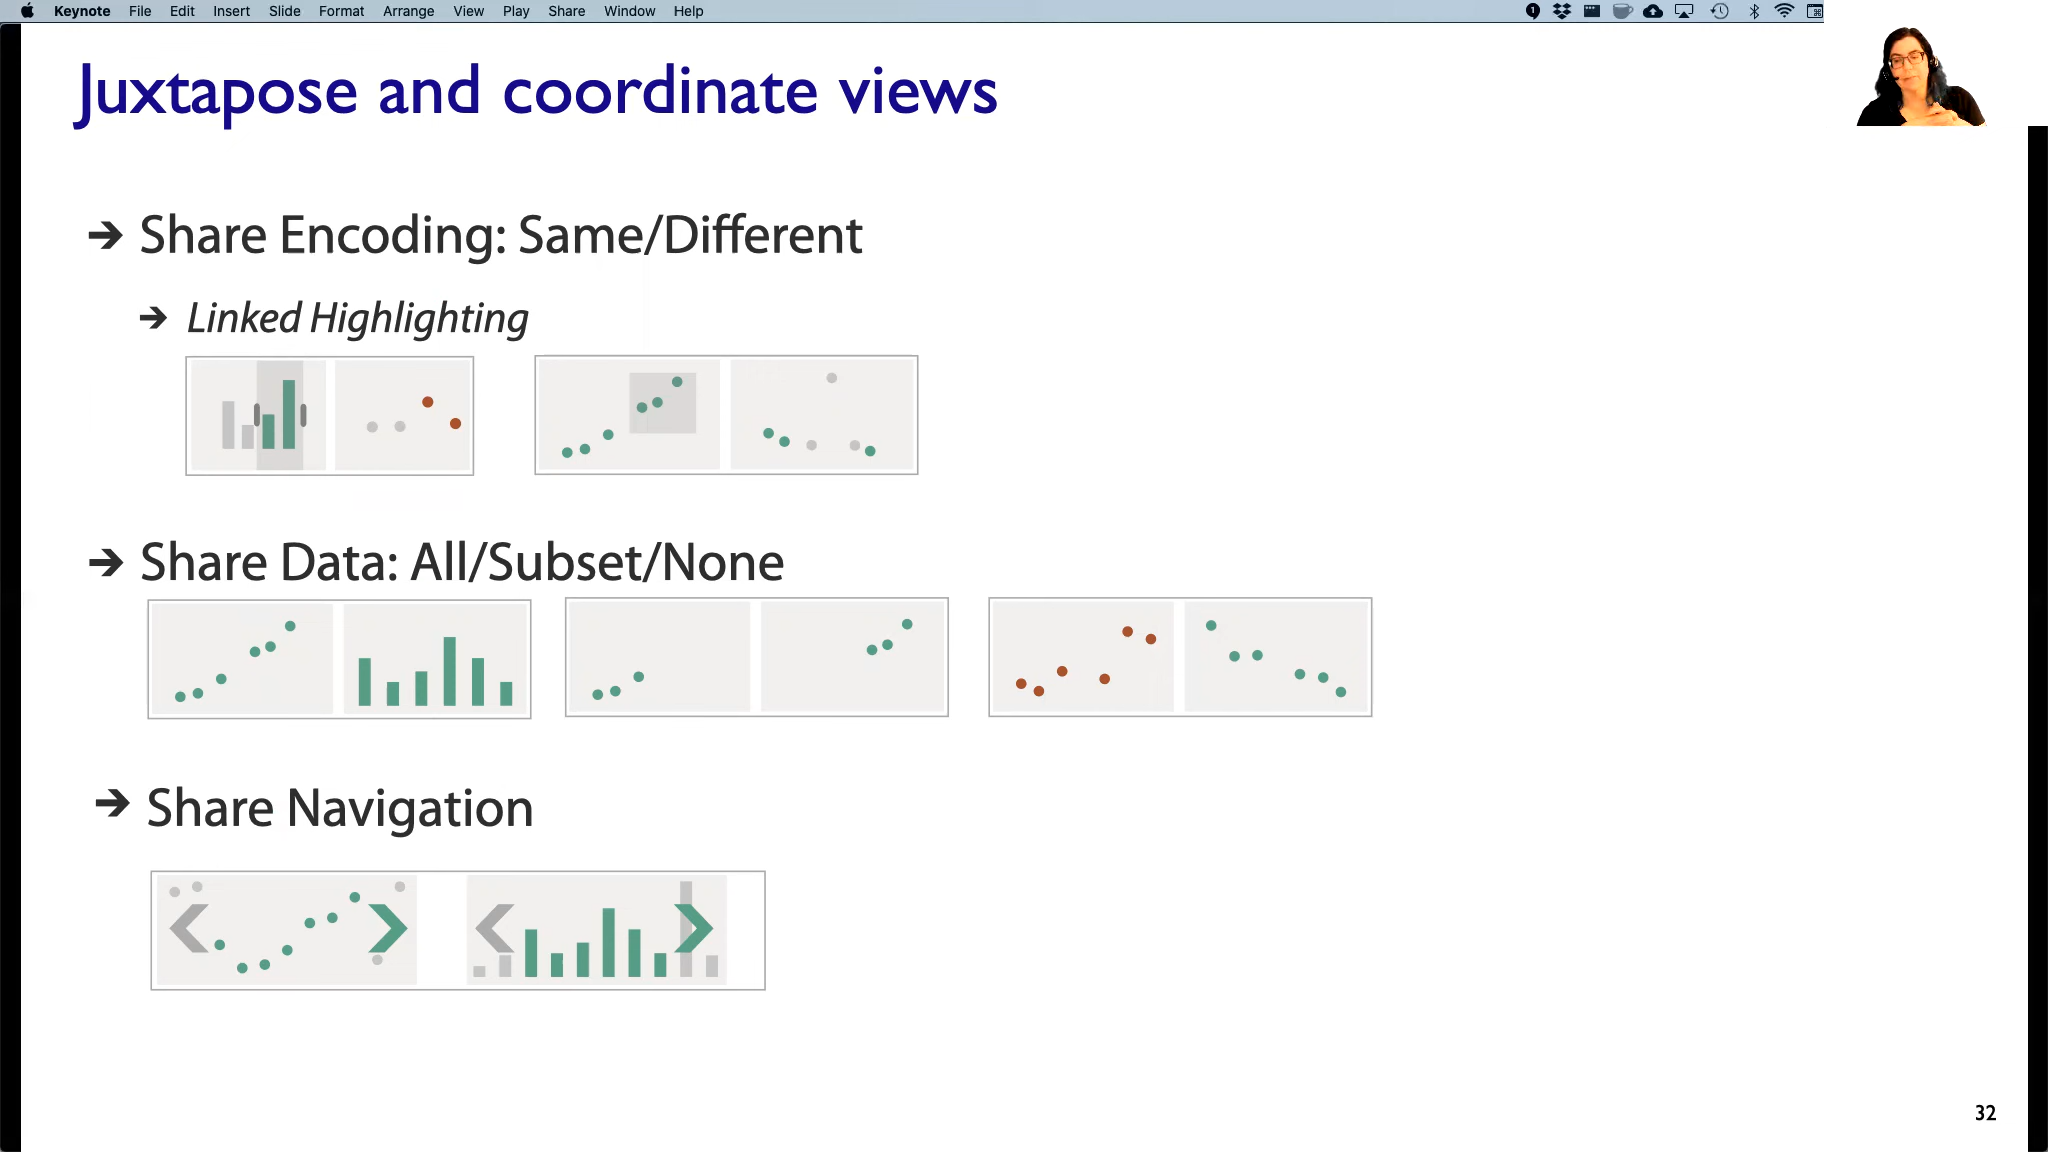 Keynote File Edit Insert Slide Format Arrange View Play Share Window Help
Juxtapose and coordinate views
➔ Share Encoding: Same/Different
➔ Linked Highlighting
➔ Share Data: All/Subset/None
➔ Share Navigation
32